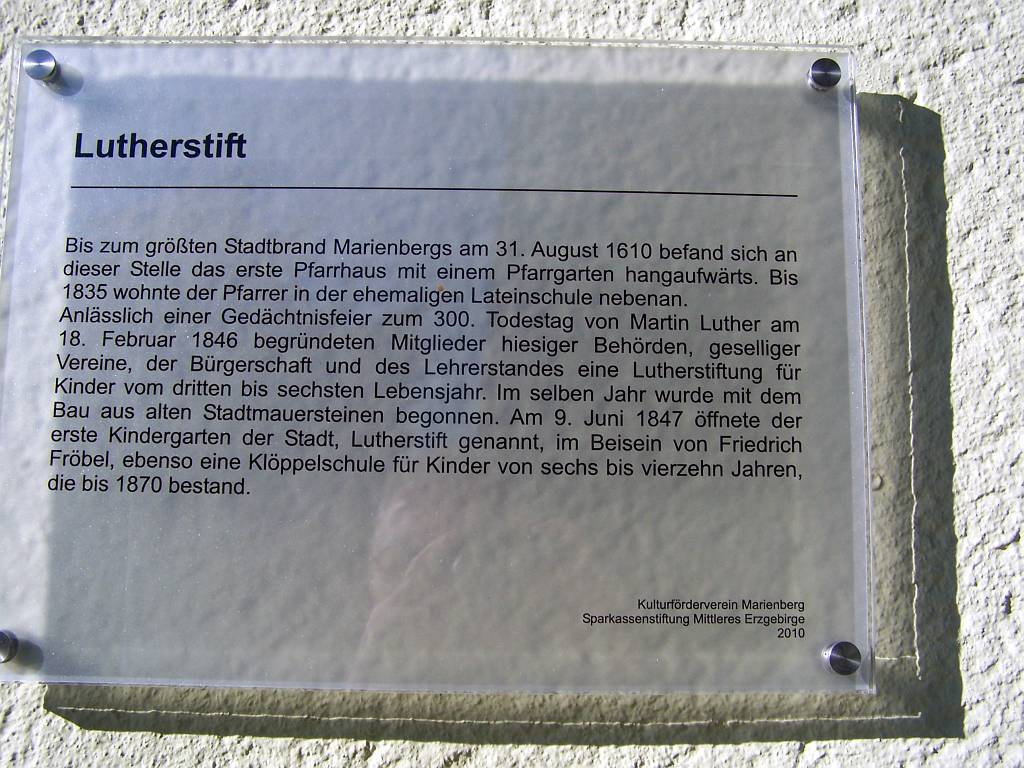 Lutherstift
Bis zum größten Stadtbrand Marienbergs am 31. August 1610 befand sich an
dieser Stelle das erste Pfarrhaus mit einem Pfarrgarten hangaufwärts. Bis
1835 wohnte der Pfarrer in der ehemaligen Lateinschule nebenan.
Anlässlich einer Gedächtnisfeier zum 300. Todestag von Martin Luther am
18. Februar 1846 begründeten Mitglieder hiesiger Behörden, geselliger
Vereine, der Bürgerschaft und des Lehrerstandes eine Lutherstiftung für
Kinder vom dritten bis sechsten Lebensjahr. Im selben Jahr wurde mit dem
Bau aus alten Stadtmauersteinen begonnen. Am 9. Juni 1847 öffnete der
erste Kindergarten der Stadt, Lutherstift genannt, im Beisein von Friedrich
Fröbel, ebenso eine Klöppelschule für Kinder von sechs bis vierzehn Jahren,
die bis 1870 bestand.
Kulturförderverein Marienberg
Sparkassenstiftung Mittleres Erzgebirge
2010